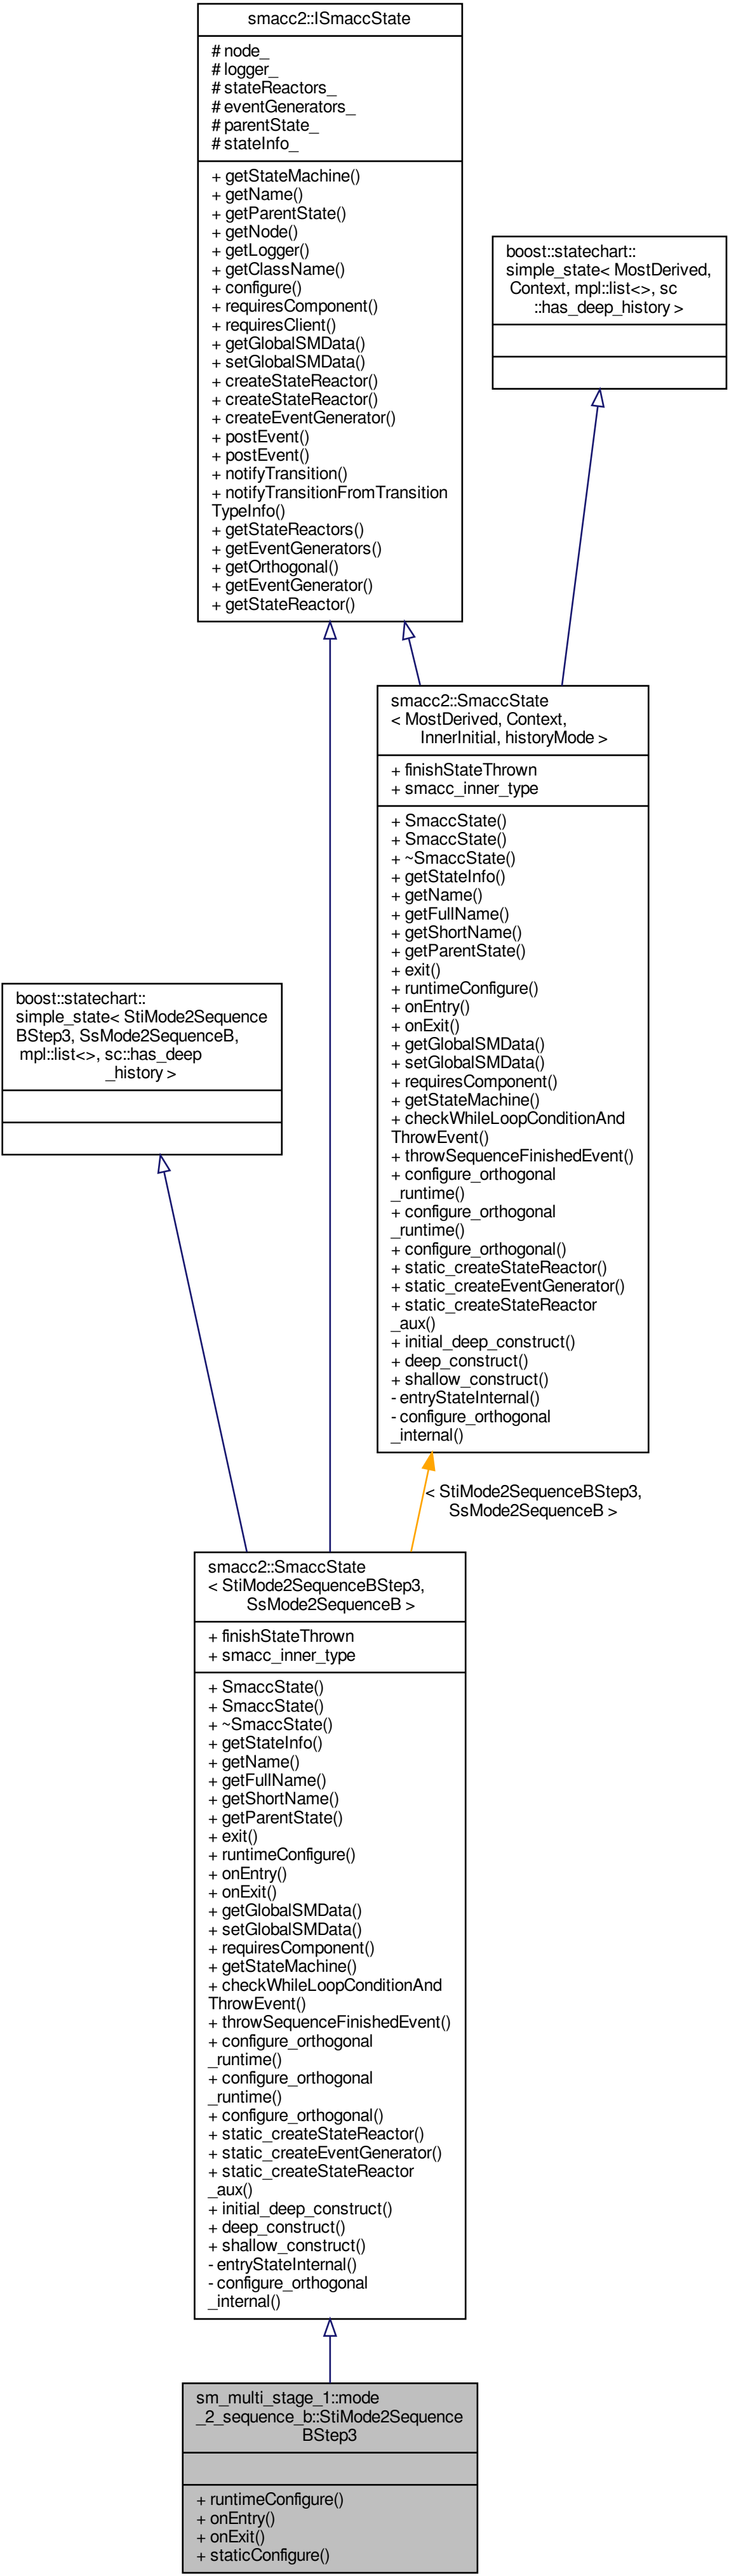 smacc2::ISmaccState
# node_
# logger_
# stateReactors_
# eventGenerators_
# parentState_
# stateInfo_
+ getStateMachine()
+ getName()
+ getParentState()
+ getNode()
+ getLogger()
+ getClassName()
+ configure()
+ requiresComponent()
+ requiresClient()
+ getGlobalSMData()
+ setGlobalSMData()
+ createStateReactor()
+ createStateReactor()
+ createEventGenerator()
+ postEvent()
+ postEvent()
+ notifyTransition()
+ notifyTransitionFromTransition
TypeInfo()
+ getStateReactors()
+ getEventGenerators()
+ getOrthogonal()
+ getEventGenerator()
+ getStateReactor()
boost::statechart::
simple_state< MostDerived,
Context, mpl::list<>, sc
::has_deep_history >
smacc2::SmaccState
< MostDerived, Context,
InnerInitial, historyMode >
+ finishStateThrown
+ smacc_inner_type
+ SmaccState()
+ SmaccState()
+ ~SmaccState()
+ getStateInfo()
+ getName()
+ getFullName()
+ getShortName()
+ getParentState()
+ exit()
+ runtimeConfigure()
+ onEntry()
+ onExit()
+ getGlobalSMData()
+ setGlobalSMData()
+ requiresComponent()
+ getStateMachine()
+ checkWhileLoopConditionAnd
ThrowEvent()
+ throwSequenceFinishedEvent()
+ configure_orthogonal
_runtime()
+ configure_orthogonal
_runtime()
+ configure_orthogonal()
+ static_createStateReactor()
+ static_createEventGenerator()
+ static_createStateReactor
_aux()
+ initial_deep_construct()
+ deep_construct()
+ shallow_construct()
- entryStateInternal()
- configure_orthogonal
_internal()
boost::statechart::
simple_state< StiMode2Sequence
BStep3, SsMode2SequenceB,
mpl::list<>, sc::has_deep
_history >
< StiMode2SequenceBStep3,
SsMode2SequenceB >
smacc2::SmaccState
< StiMode2SequenceBStep3,
SsMode2SequenceB >
+ finishStateThrown
+ smacc_inner_type
+ SmaccState()
+ SmaccState()
+ ~SmaccState()
+ getStateInfo()
+ getName()
+ getFullName()
+ getShortName()
+ getParentState()
+ exit()
+ runtimeConfigure()
+ onEntry()
+ onExit()
+ getGlobalSMData()
+ setGlobalSMData()
+ requiresComponent()
+ getStateMachine()
+ checkWhileLoopConditionAnd
ThrowEvent()
+ throwSequenceFinishedEvent()
+ configure_orthogonal
_runtime()
+ configure_orthogonal
_runtime()
+ configure_orthogonal()
+ static_createStateReactor()
+ static_createEventGenerator()
+ static_createStateReactor
_aux()
+ initial_deep_construct()
+ deep_construct()
+ shallow_construct()
- entryStateInternal()
- configure_orthogonal
_internal()
sm_multi_stage_1::mode
_2_sequence_b::StiMode2Sequence
BStep3
+ runtimeConfigure()
+ onEntry()
+ onExit()
+ staticConfigure()